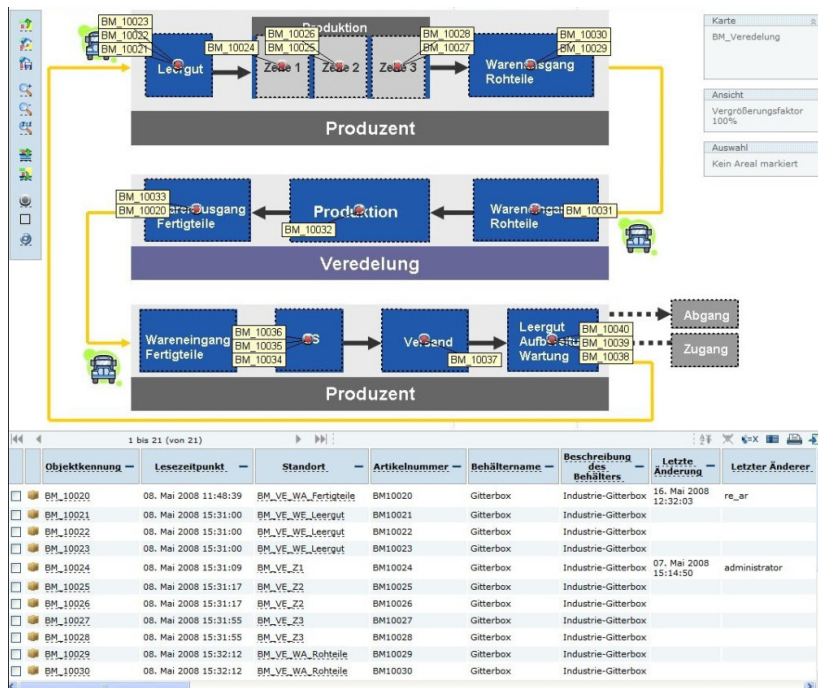 Karte
BM_Veredelung
Ansicht
Vergrößerungsfaktor
100%
Auswahl
Kein Areal markiert
Produktion
BM_10023
BM_10022
BM_10021
BM_10024
BM_10026
BM_10025
BM_10028
BM_10027
BM_10030
BM_10029
Leergut
Zelle 1
Zelle 2
Zelle 3
Warenausgang
Rohteile
Produzent
BM_10033
BM_10020
Warenausgang
Fertigteile
Produktion
BM_10032
Wareneingang
Rohteile
BM_10031
Veredelung
Wareneingang
Fertigteile
BM_10036
BM_10035
BM_10034
Versand
BM_10037
Leergut
Wartung
BM_10040
BM_10039
BM_10038
Abgang
Zugang
Produzent
1 bis 21 (von 21)
Objektkennung Lesezeitpunkt Standort Artikelnummer Behältername Beschreibung des Behälters Letzte Änderung Letzter Änderer
BM_10020 08. Mai 2008 11:48:39 BM_VE_WA_Fertigteile BM10020 Gitterbox Industrie-Gitterbox 16. Mai 2008 12:32:03 re_ar
BM_10021 08. Mai 2008 15:31:00 BM_VE_WE_Leergut BM10021 Gitterbox Industrie-Gitterbox
BM_10022 08. Mai 2008 15:31:00 BM_VE_WE_Leergut BM10022 Gitterbox Industrie-Gitterbox
BM_10023 08. Mai 2008 15:31:00 BM_VE_WE_Leergut BM10023 Gitterbox Industrie-Gitterbox
BM_10024 08. Mai 2008 15:31:09 BM_VE_Z1 BM10024 Gitterbox Industrie-Gitterbox 07. Mai 2008 15:14:50 administrator
BM_10025 08. Mai 2008 15:31:17 BM_VE_Z2 BM10025 Gitterbox Industrie-Gitterbox
BM_10026 08. Mai 2008 15:31:17 BM_VE_Z2 BM10026 Gitterbox Industrie-Gitterbox
BM_10027 08. Mai 2008 15:31:55 BM_VE_Z3 BM10027 Gitterbox Industrie-Gitterbox
BM_10028 08. Mai 2008 15:31:55 BM_VE_Z3 BM10028 Gitterbox Industrie-Gitterbox
BM_10029 08. Mai 2008 15:32:12 BM_VE_WA_Rohteile BM10029 Gitterbox Industrie-Gitterbox
BM_10030 08. Mai 2008 15:32:12 BM_VE_WA_Rohteile BM10030 Gitterbox Industrie-Gitterbox